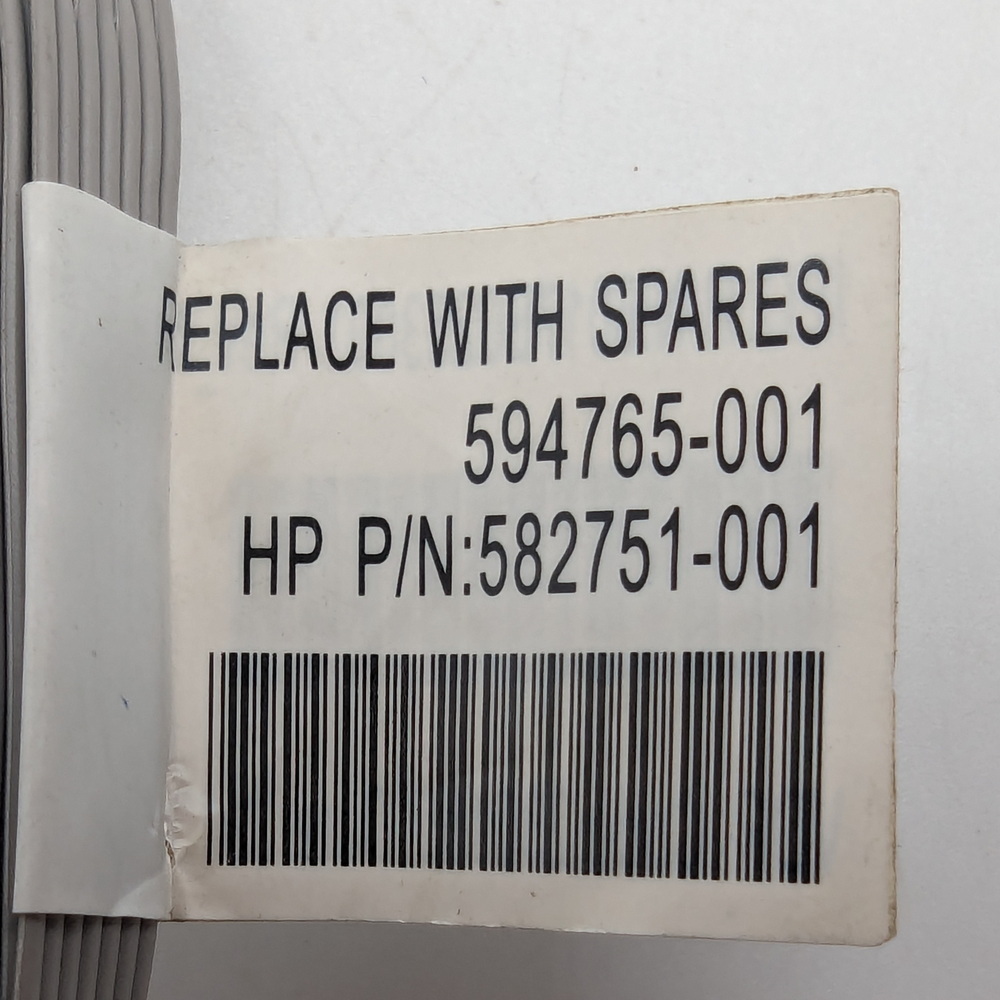 REPLACE WITH SPARES
594765-001
HP P/N:582751-001